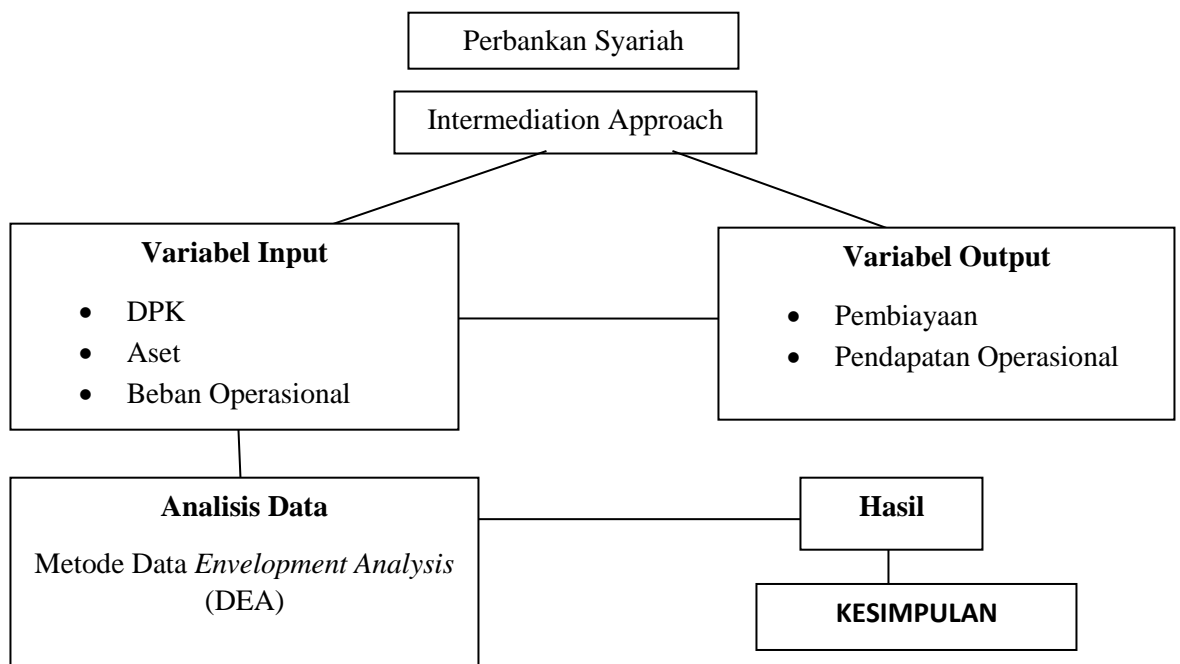 Perbankan Syariah
Intermediation Approach
Variabel Input
• DPK
• Aset
• Beban Operasional
Variabel Output
• Pembiayaan
• Pendapatan Operasional
Analisis Data
Metode Data Envelopment Analysis
(DEA)
Hasil
KESIMPULAN